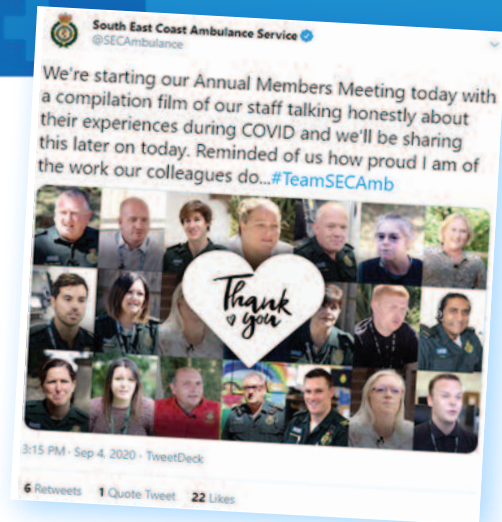 South East Coast Ambulance Service
@SECAmbulance
We're starting our Annual Members Meeting today with
a compilation film of our staff talking honestly about
their experiences during COVID and we'll be sharing
this later on today. Reminded of us how proud I am of
the work our colleagues do...#TeamSECAmb
Thank
you
3:15 PM · Sep 4, 2020 · TweetDeck
6 Retweets 1 Quote Tweet 22 Likes